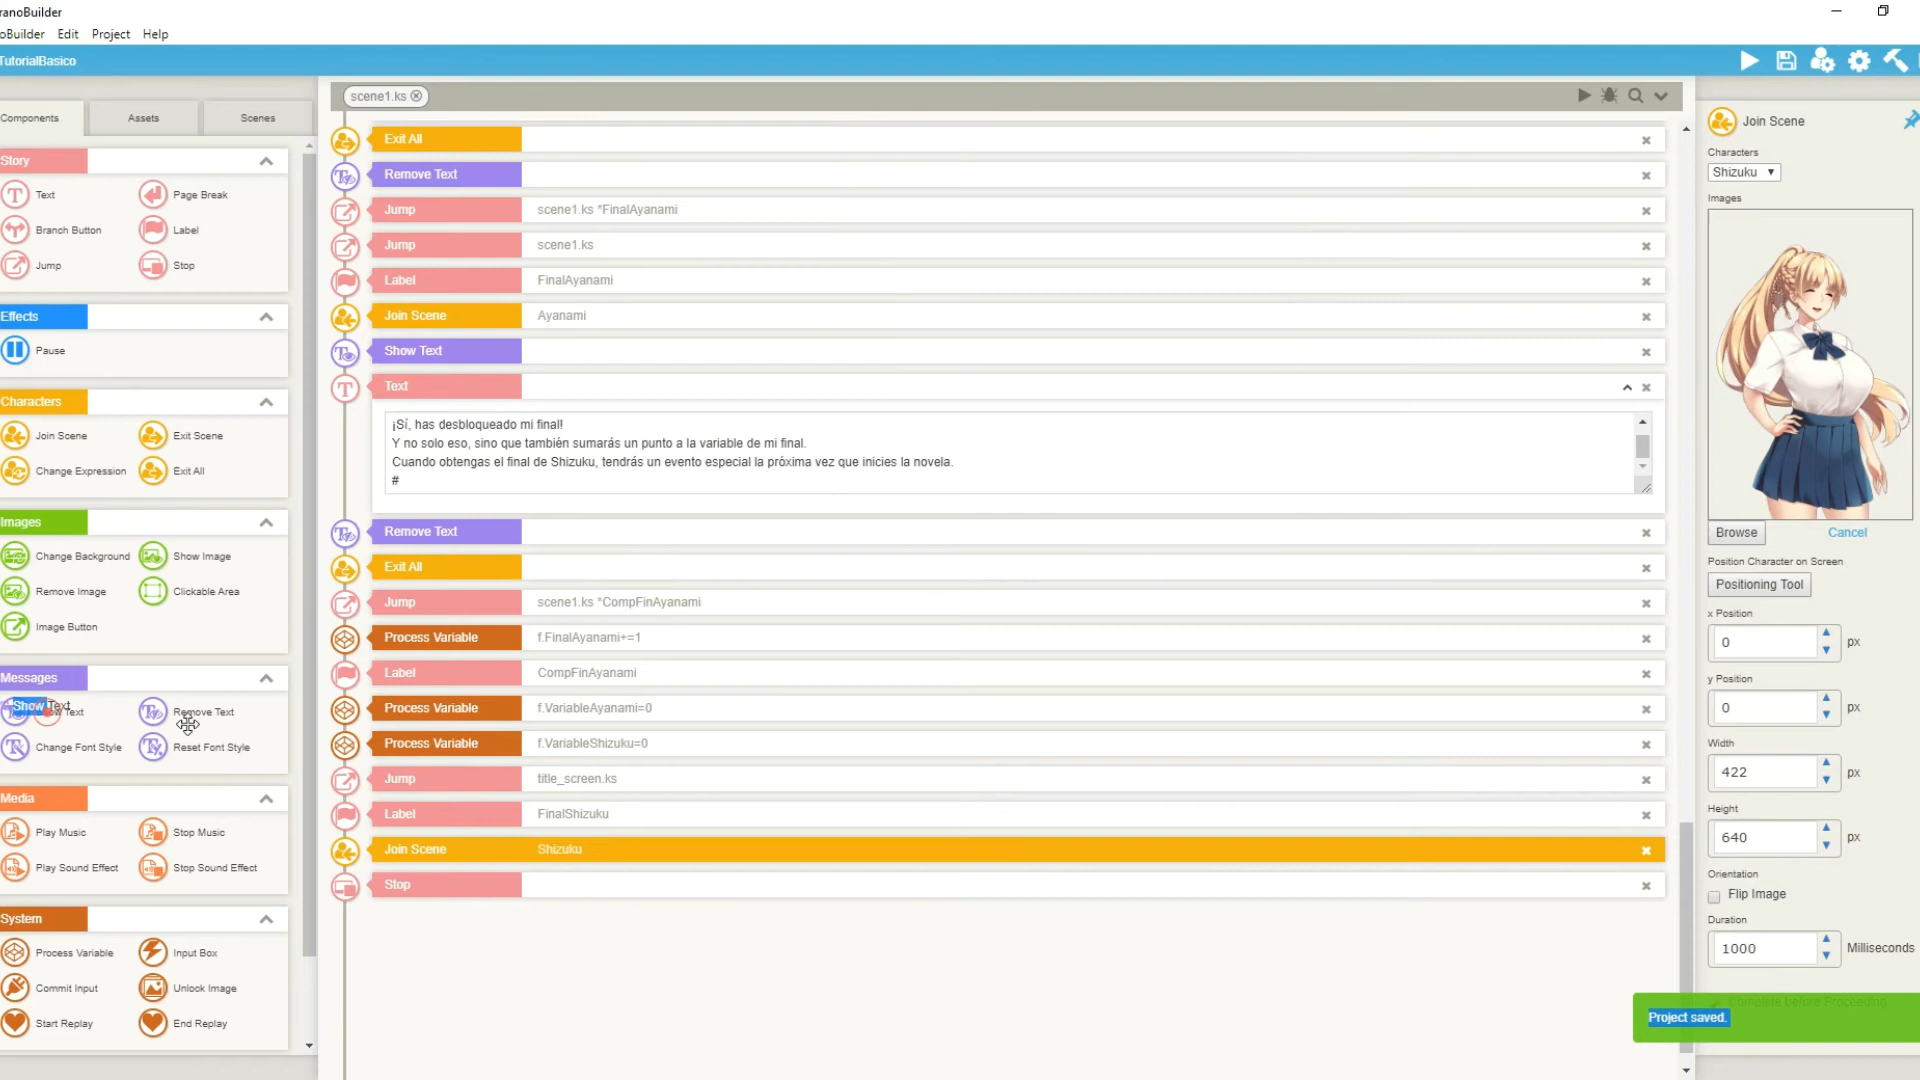 ranoBuilder
oBuilder Edit Project Help
TutorialBasico
Components Assets Scenes
Story
Text Page Break
Branch Button Label
Jump Stop
Effects
Pause
Characters
Join Scene Exit Scene
Change Expression Exit All
Images
Change Background Show Image
Remove Image Clickable Area
Image Button
Messages
Show Text Remove Text
Change Font Style Reset Font Style
Media
Play Music Stop Music
Play Sound Effect Stop Sound Effect
System
Process Variable Input Box
Commit Input Unlock Image
Start Replay End Replay
scene1.ks
Exit All
Remove Text
Jump scene1.ks *FinalAyanami
Jump scene1.ks
Label FinalAyanami
Join Scene Ayanami
Show Text
Text
¡Sí, has desbloqueado mi final!
Y no solo eso, sino que también sumarás un punto a la variable de mi final.
Cuando obtengas el final de Shizuku, tendrás un evento especial la próxima vez que inicies la novela.
#
Remove Text
Exit All
Jump scene1.ks *CompFinAyanami
Process Variable f.FinalAyanami+=1
Label CompFinAyanami
Process Variable f.VariableAyanami=0
Process Variable f.VariableShizuku=0
Jump title_screen.ks
Label FinalShizuku
Join Scene Shizuku
Stop
Join Scene
Characters
Shizuku
Images
Browse Cancel
Position Character on Screen
Positioning Tool
x Position
0 px
y Position
0 px
Width
422 px
Height
640 px
Orientation
Flip Image
Duration
1000 Milliseconds
Complete before Proceeding
Project saved.